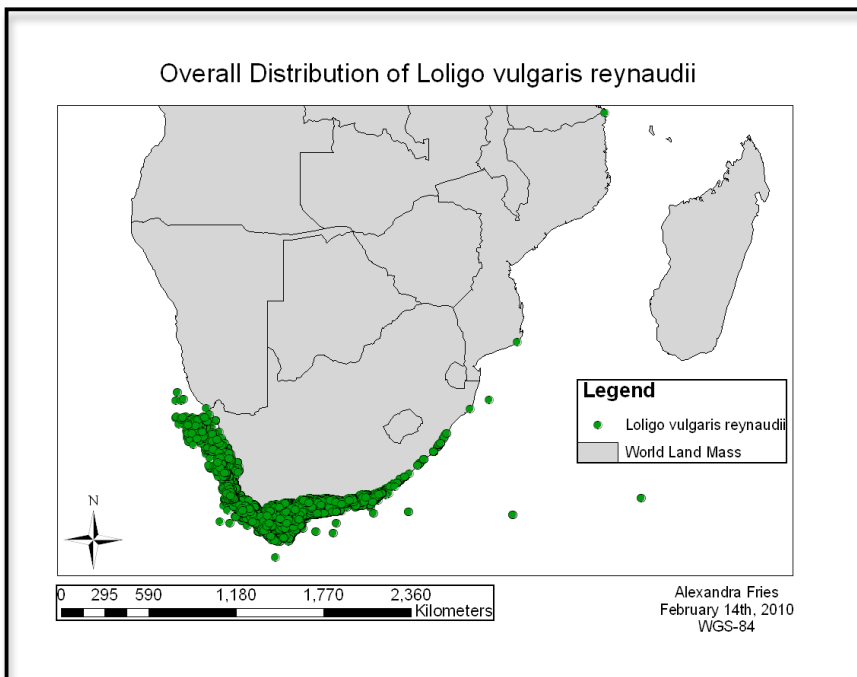 Overall Distribution of Loligo vulgaris reynaudii
Legend
Loligo vulgaris reynaudii
World Land Mass
N
0 295 590 1,180 1,770 2,360
Kilometers
Alexandra Fries
February 14th, 2010
WGS-84